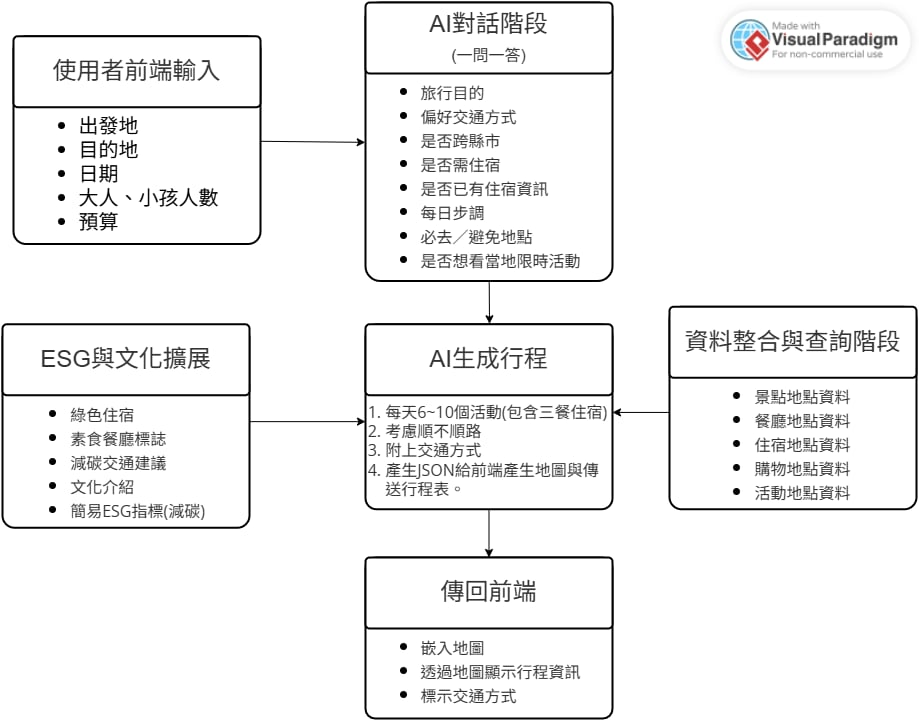 Made with
Visual Paradigm
For non-commercial use
使用者前端輸入
出發地
目的地
日期
大人、小孩人數
預算
AI對話階段
(一問一答)
旅行目的
偏好交通方式
是否跨縣市
是否需住宿
是否已有住宿資訊
每日步調
必去／避免地點
是否想看當地限時活動
ESG與文化擴展
綠色住宿
素食餐廳標誌
減碳交通建議
文化介紹
簡易ESG指標(減碳)
AI生成行程
1. 每天6~10個活動(包含三餐住宿)
2. 考慮順不順路
3. 附上交通方式
4. 產生JSON給前端產生地圖與傳
送行程表。
資料整合與查詢階段
景點地點資料
餐廳地點資料
住宿地點資料
購物地點資料
活動地點資料
傳回前端
嵌入地圖
透過地圖顯示行程資訊
標示交通方式